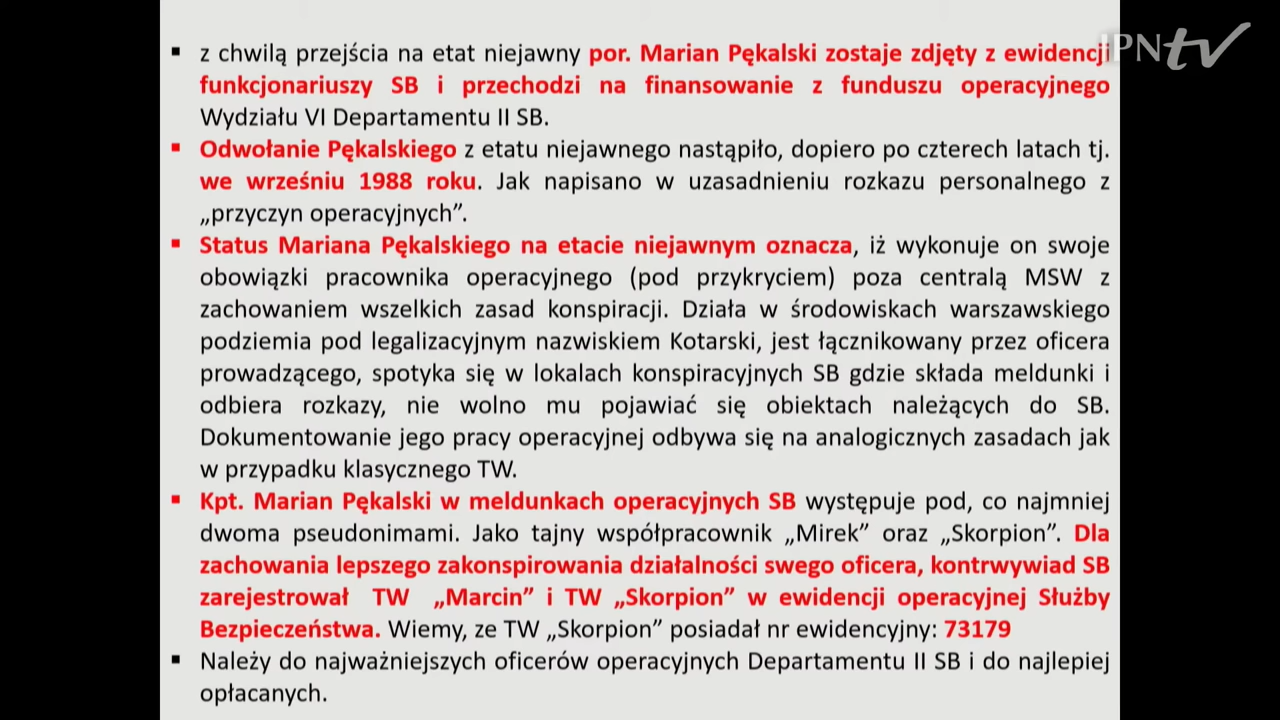 IPNtv
▪ z chwilą przejścia na etat niejawny por. Marian Pękalski zostaje zdjęty z ewidencji
funkcjonariuszy SB i przechodzi na finansowanie z funduszu operacyjnego
Wydziału VI Departamentu II SB.
▪ Odwołanie Pękalskiego z etatu niejawnego nastąpiło, dopiero po czterech latach tj.
we wrześniu 1988 roku. Jak napisano w uzasadnieniu rozkazu personalnego z
„przyczyn operacyjnych”.
▪ Status Mariana Pękalskiego na etacie niejawnym oznacza, iż wykonuje on swoje
obowiązki pracownika operacyjnego (pod przykryciem) poza centralą MSW z
zachowaniem wszelkich zasad konspiracji. Działa w środowiskach warszawskiego
podziemia pod legalizacyjnym nazwiskiem Kotarski, jest łącznikowany przez oficera
prowadzącego, spotyka się w lokalach konspiracyjnych SB gdzie składa meldunki i
odbiera rozkazy, nie wolno mu pojawiać się obiektach należących do SB.
Dokumentowanie jego pracy operacyjnej odbywa się na analogicznych zasadach jak
w przypadku klasycznego TW.
▪ Kpt. Marian Pękalski w meldunkach operacyjnych SB występuje pod, co najmniej
dwoma pseudonimami. Jako tajny współpracownik „Mirek” oraz „Skorpion”. Dla
zachowania lepszego zakonspirowania działalności swego oficera, kontrwywiad SB
zarejestrował TW „Marcin” i TW „Skorpion” w ewidencji operacyjnej Służby
Bezpieczeństwa. Wiemy, ze TW „Skorpion” posiadał nr ewidencyjny: 73179
▪ Należy do najważniejszych oficerów operacyjnych Departamentu II SB i do najlepiej
opłacanych.